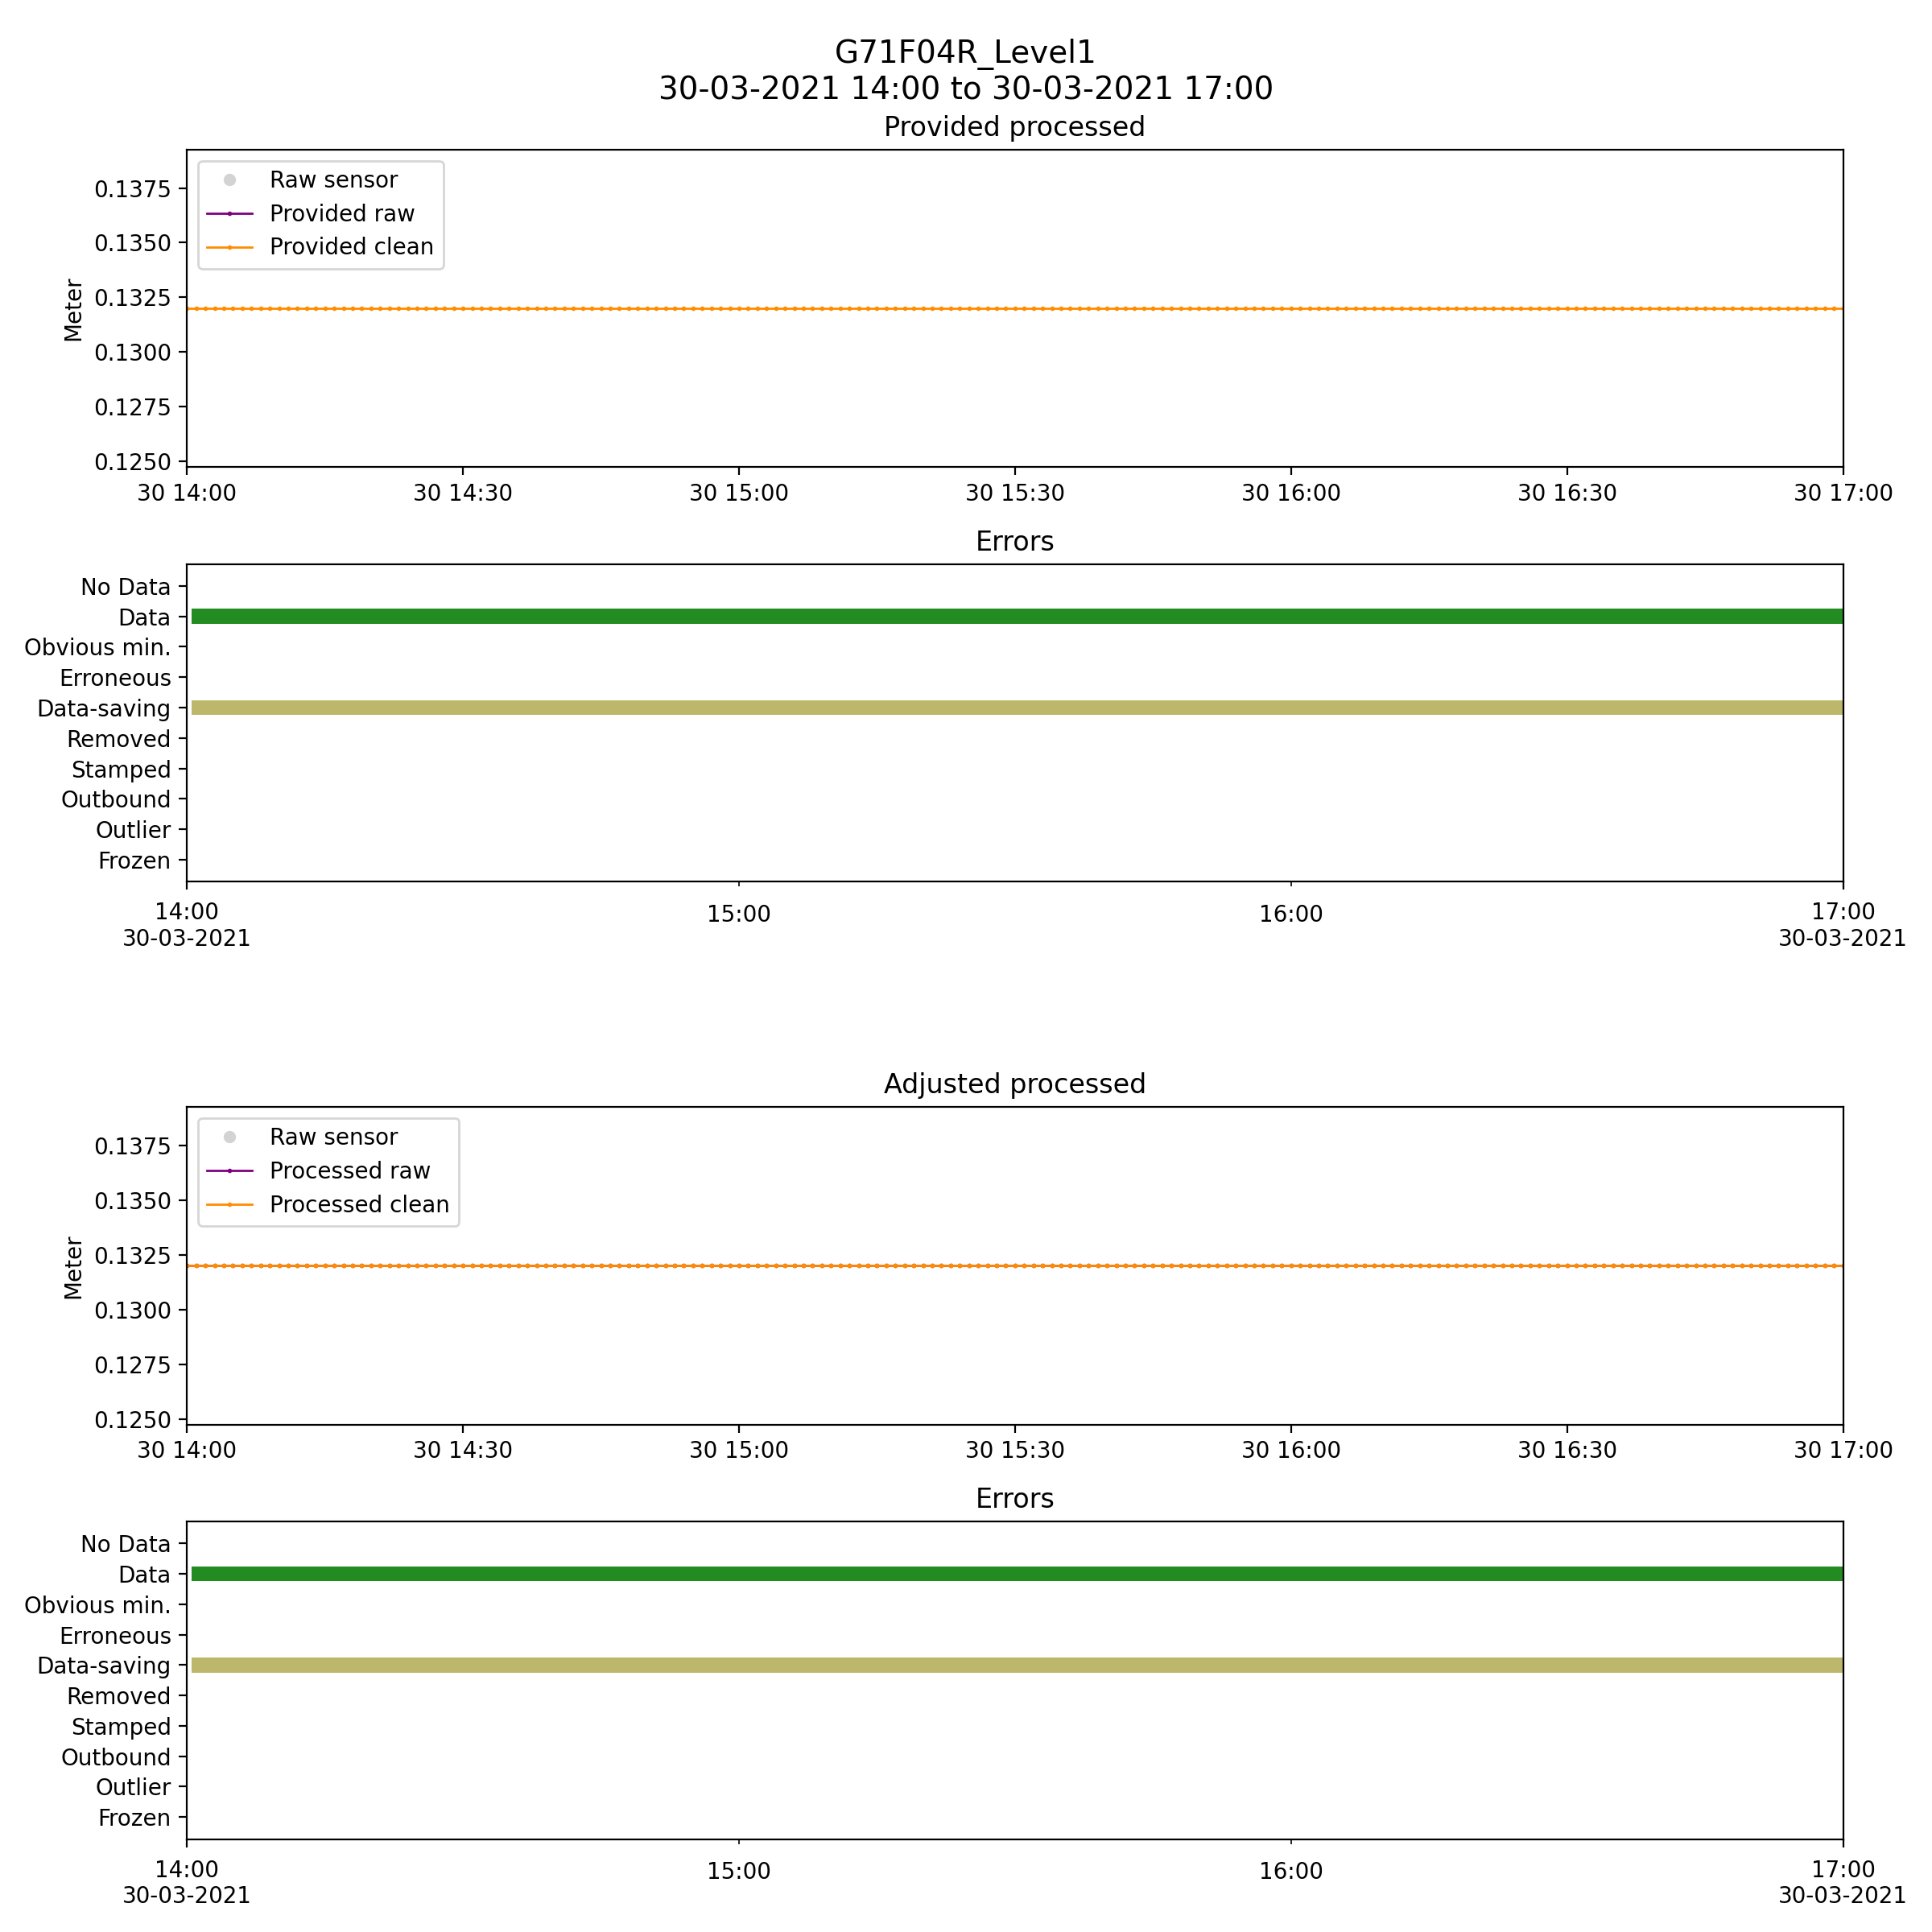 G71F04R_Level1
30-03-2021 14:00 to 30-03-2021 17:00
Provided processed
Raw sensor
Provided raw
Provided clean
Meter
0.1375
0.1350
0.1325
0.1300
0.1275
0.1250
30 14:00 30 14:30 30 15:00 30 15:30 30 16:00 30 16:30 30 17:00
Errors
No Data
Data
Obvious min.
Erroneous
Data-saving
Removed
Stamped
Outbound
Outlier
Frozen
14:00 15:00 16:00 17:00
30-03-2021 30-03-2021
Adjusted processed
Raw sensor
Processed raw
Processed clean
Meter
0.1375
0.1350
0.1325
0.1300
0.1275
0.1250
30 14:00 30 14:30 30 15:00 30 15:30 30 16:00 30 16:30 30 17:00
Errors
No Data
Data
Obvious min.
Erroneous
Data-saving
Removed
Stamped
Outbound
Outlier
Frozen
14:00 15:00 16:00 17:00
30-03-2021 30-03-2021